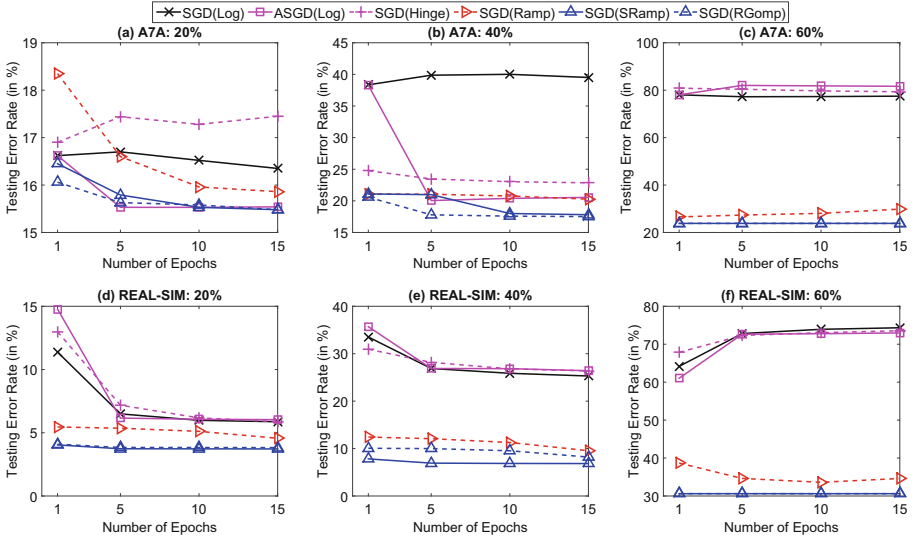 SGD(Log) ASGD(Log) SGD(Hinge) SGD(Ramp) SGD(SRamp) SGD(RGomp)
(a) A7A: 20%
Testing Error Rate (in %)
19
18
17
16
15
1 5 10 15
Number of Epochs
(b) A7A: 40%
Testing Error Rate (in %)
45
40
35
30
25
20
15
1 5 10 15
Number of Epochs
(c) A7A: 60%
Testing Error Rate (in %)
100
80
60
40
20
1 5 10 15
Number of Epochs
(d) REAL-SIM: 20%
Testing Error Rate (in %)
15
10
5
0
1 5 10 15
Number of Epochs
(e) REAL-SIM: 40%
Testing Error Rate (in %)
40
30
20
10
0
1 5 10 15
Number of Epochs
(f) REAL-SIM: 60%
Testing Error Rate (in %)
80
70
60
50
40
30
1 5 10 15
Number of Epochs